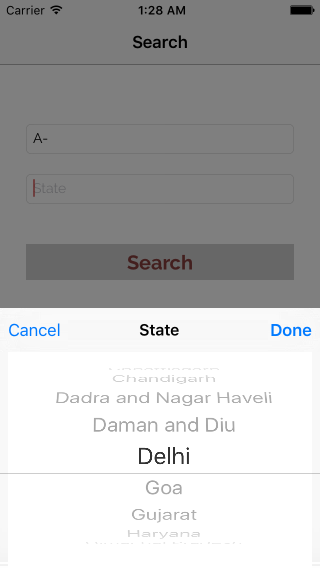 Carrier 1:28 AM
Search
A-
State
Search
Cancel State Done
Chandigarh
Dadra and Nagar Haveli
Daman and Diu
Delhi
Goa
Gujarat
Haryana